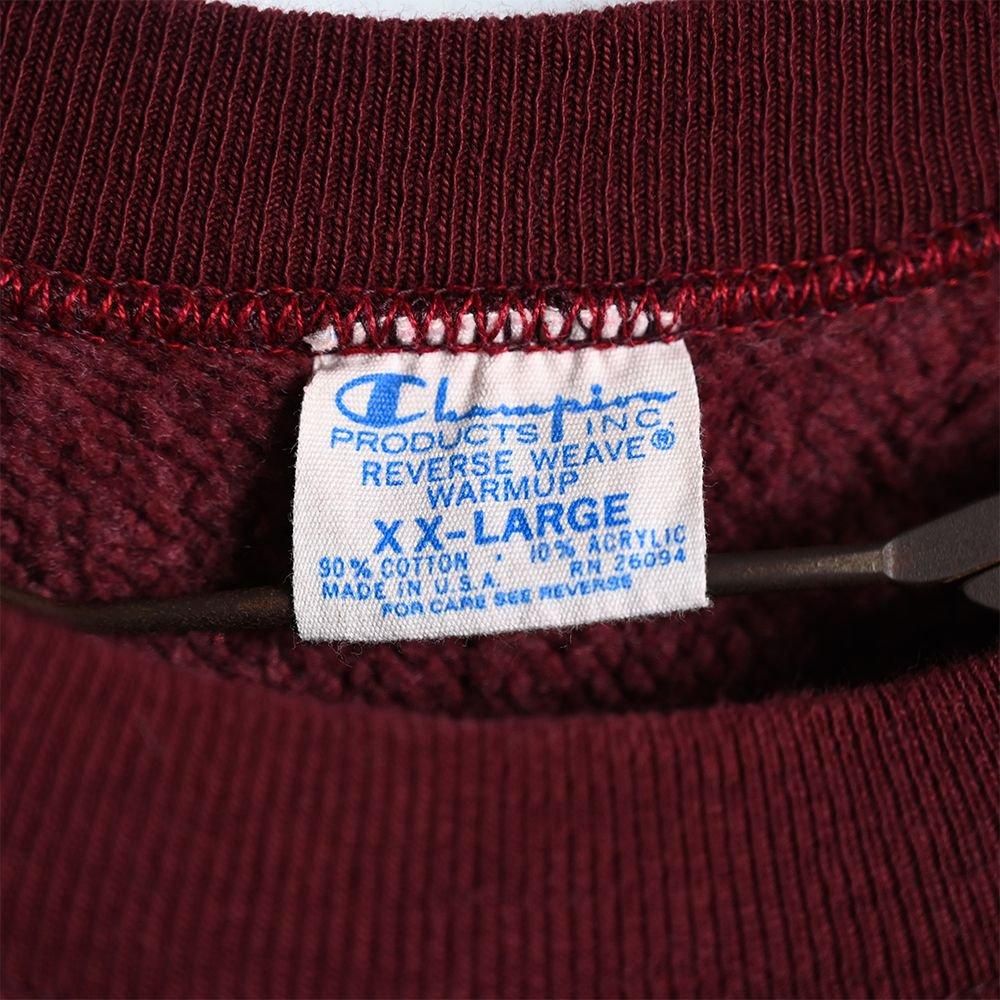 Champion
PRODUCTS INC.
REVERSE WEAVE®
WARMUP
XX-LARGE
90% COTTON · 10% ACRYLIC
MADE IN U.S.A. RN 26094
FOR CARE SEE REVERSE